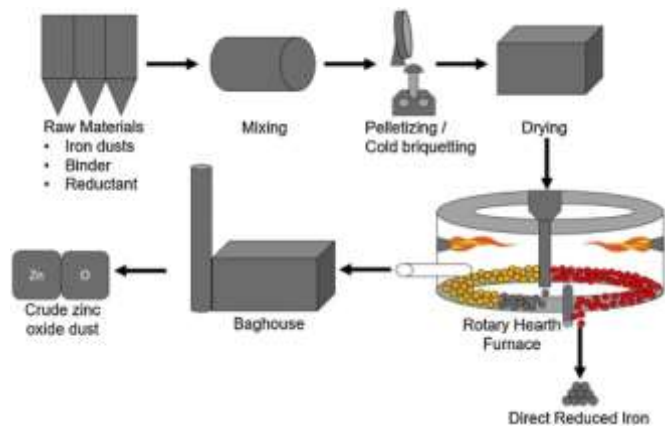 Raw Materials
• Iron dusts
• Binder
• Reductant
Mixing
Pelletizing /
Cold briquetting
Drying
Zn O
Crude zinc
oxide dust
Baghouse
Rotary Hearth
Furnace
Direct Reduced Iron